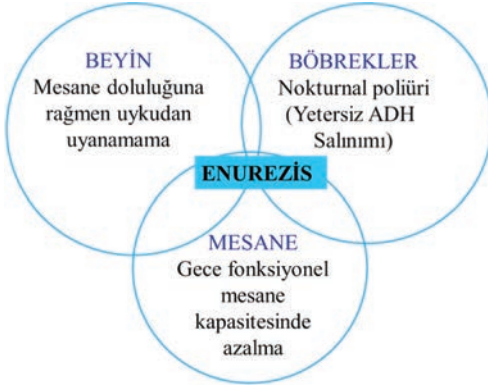 BEYİN
Mesane doluluğuna
rağmen uykudan
uyanamama
BÖBREKLER
Nokturnal poliüri
(Yetersiz ADH
Salınımı)
ENUREZİS
MESANE
Gece fonksiyonel
mesane
kapasitesinde
azalma